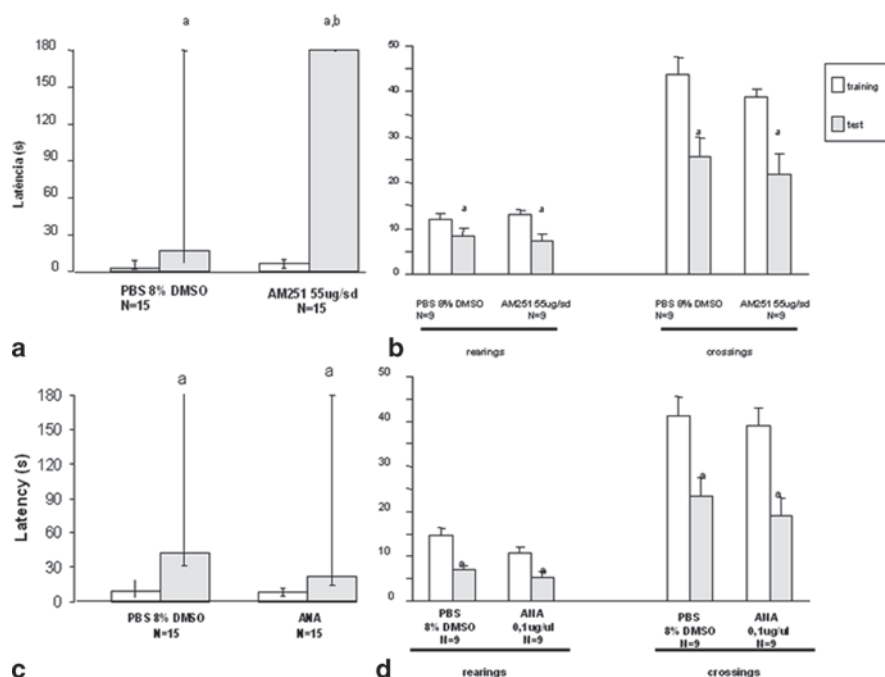 a
a,b
180
150
120
90
60
30
0
Latência (s)
PBS 8% DMSO
N=15
AM251 55ug/sd
N=15
a
50
40
30
20
10
0
a
a
a
a
training
test
PBS 8% DMSO
N=9
AM251 55ug/sd
N=9
PBS 8% DMSO
N=9
AM251 55ug/sd
N=9
rearings
crossings
b
a
a
180
150
120
90
60
30
0
Latency (s)
PBS 8% DMSO
N=15
ANA
N=15
c
50
40
30
20
10
0
a
a
a
a
PBS
8% DMSO
N=9
ANA
0,1ug/ul
N=9
PBS
8% DMSO
N=9
ANA
0,1ug/ul
N=9
rearings
crossings
d